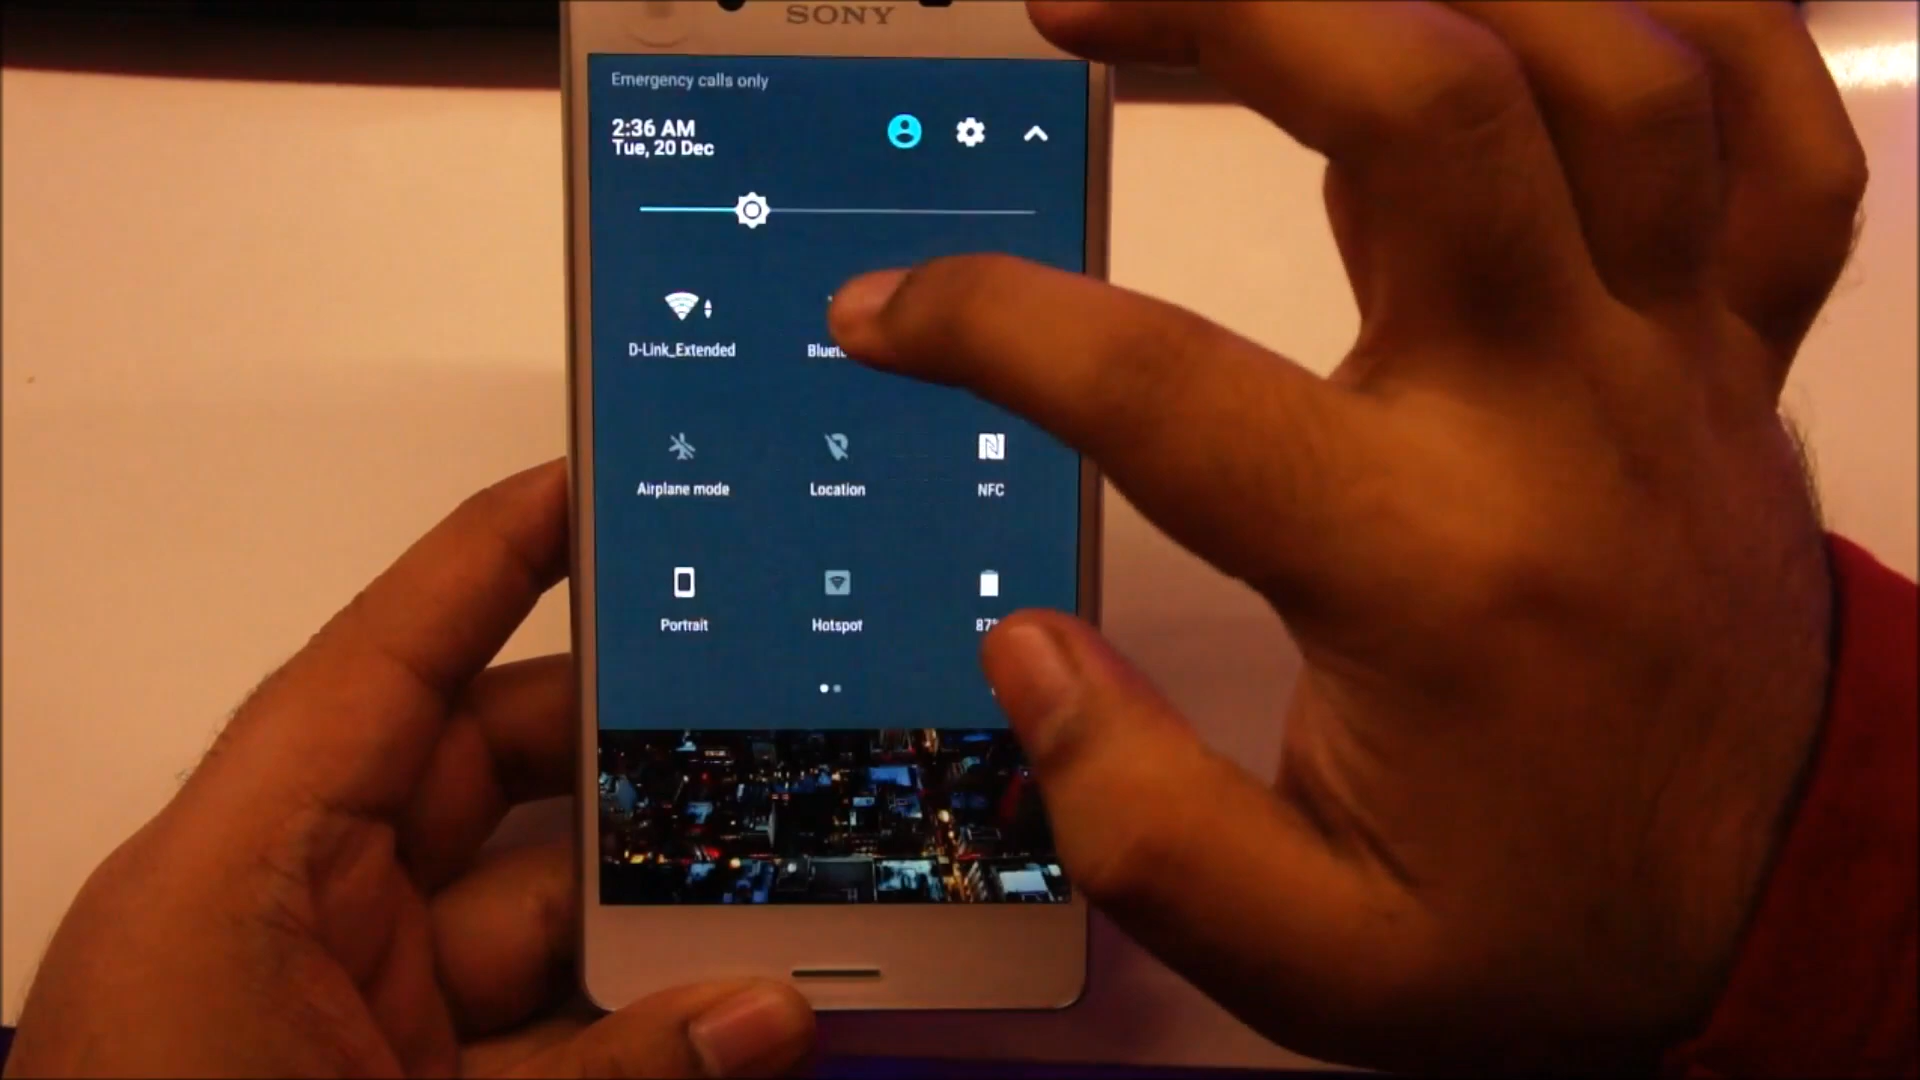 SONY
Emergency calls only
2:36 AM
Tue, 20 Dec
D-Link_Extended
Airplane mode
Location
NFC
Portrait
Hotspot